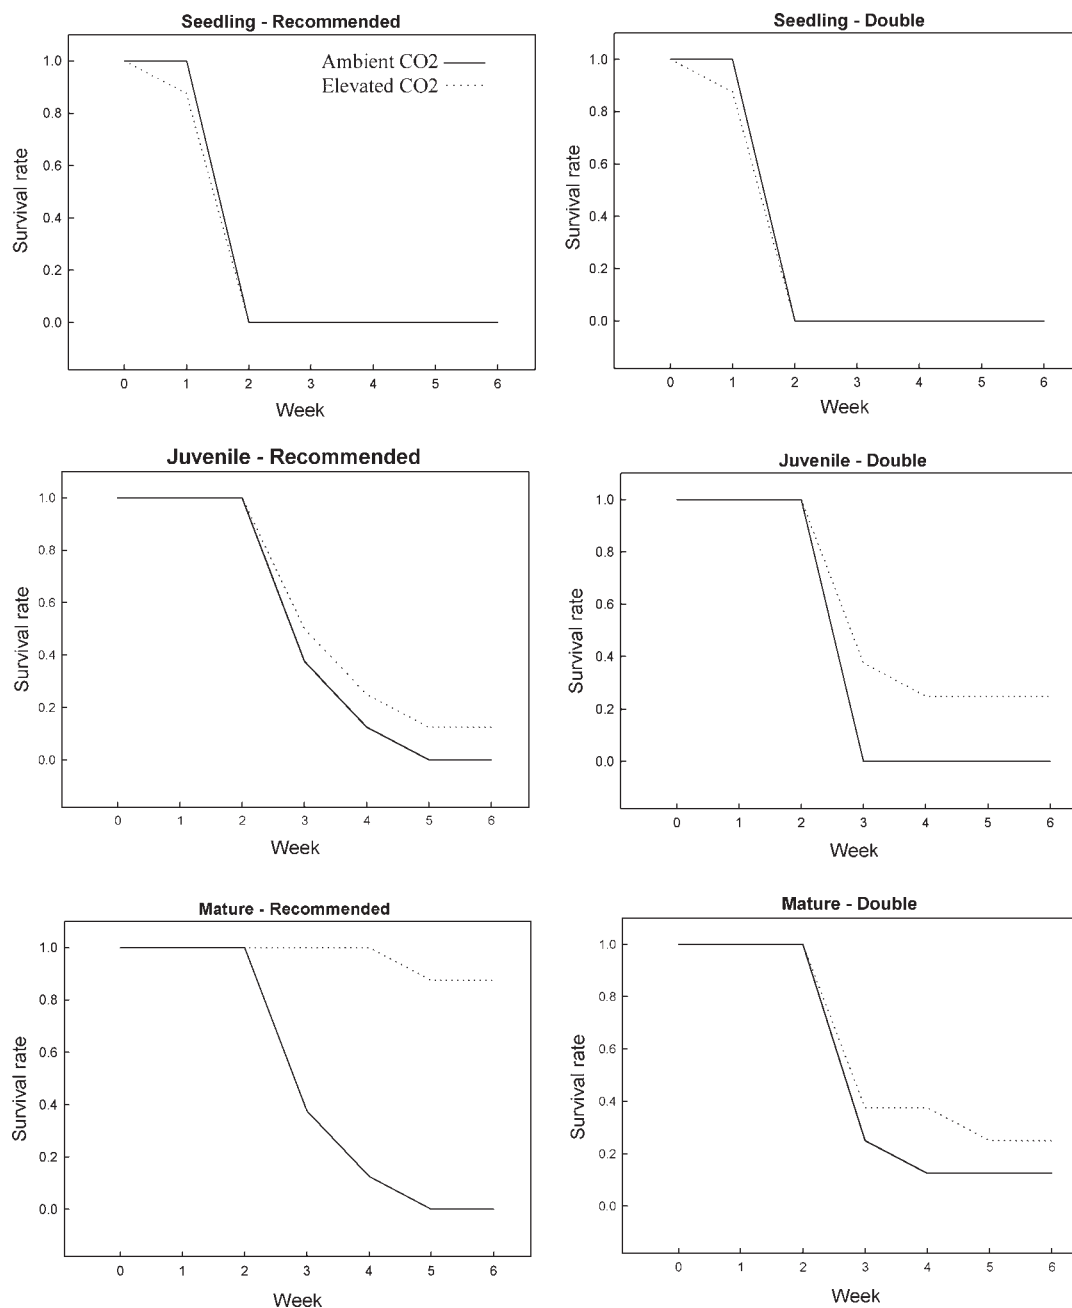 Seedling - Recommended
Ambient CO2
Elevated CO2
1.0
0.8
0.6
0.4
0.2
0.0
Survival rate
0 1 2 3 4 5 6
Week
Seedling - Double
1.0
0.8
0.6
0.4
0.2
0.0
Survival rate
0 1 2 3 4 5 6
Week
Juvenile - Recommended
1.0
0.8
0.6
0.4
0.2
0.0
Survival rate
0 1 2 3 4 5 6
Week
Juvenile - Double
1.0
0.8
0.6
0.4
0.2
0.0
Survival rate
0 1 2 3 4 5 6
Week
Mature - Recommended
1.0
0.8
0.6
0.4
0.2
0.0
Survival rate
0 1 2 3 4 5 6
Week
Mature - Double
1.0
0.8
0.6
0.4
0.2
0.0
Survival rate
0 1 2 3 4 5 6
Week